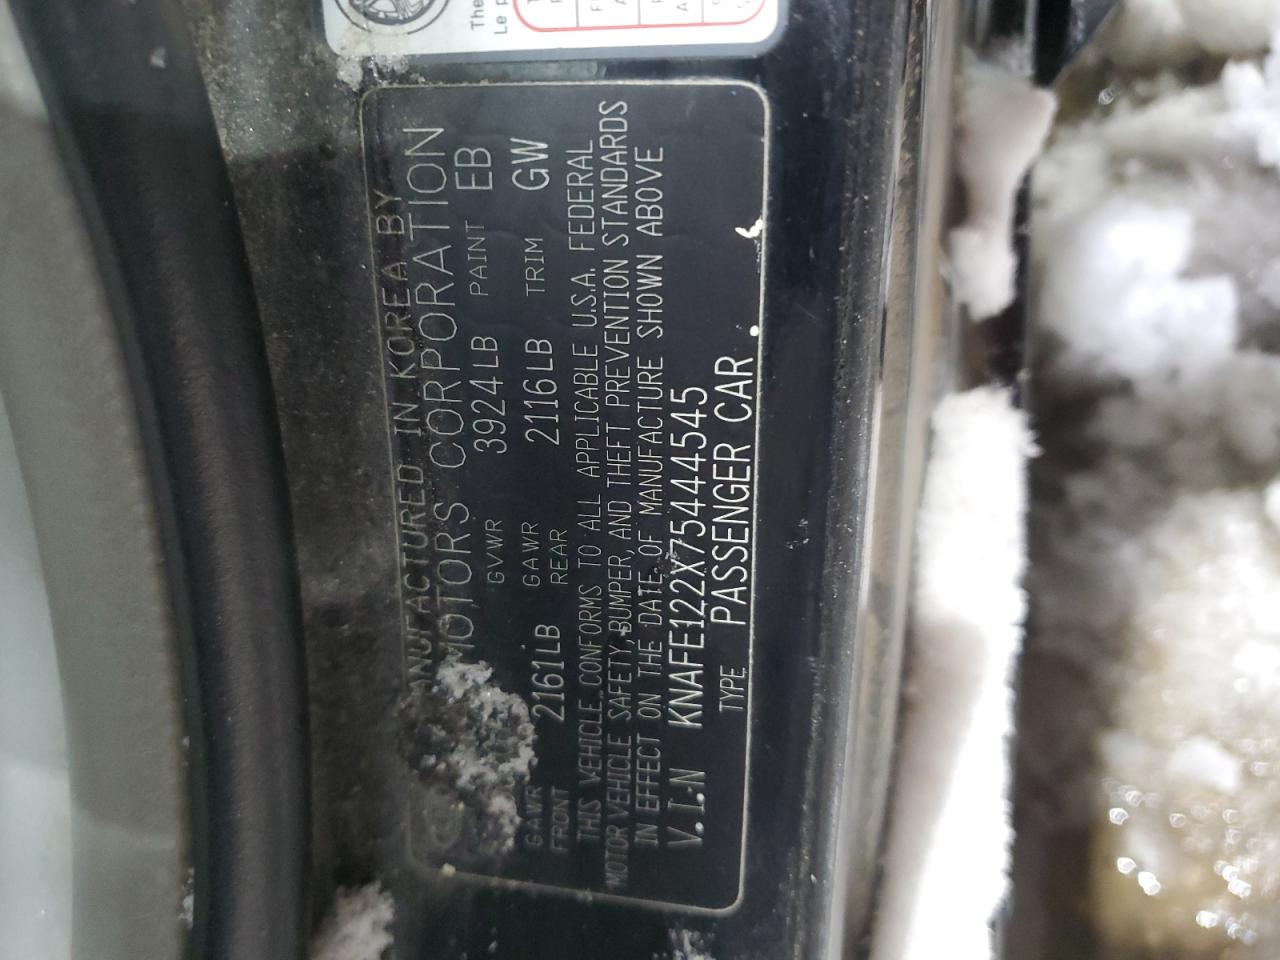 The
Le p
MANUFACTURED IN KOREA BY
MOTORS CORPORATION
GVWR 3924LB PAINT EB
GAWR FRONT 2161LB GAWR REAR 2116LB TRIM GW
THIS VEHICLE CONFORMS TO ALL APPLICABLE U.S.A. FEDERAL
MOTOR VEHICLE SAFETY, BUMPER, AND THEFT PREVENTION STANDARDS
IN EFFECT ON THE DATE OF MANUFACTURE SHOWN ABOVE
V.I.N KNAFE122X75444545
TYPE PASSENGER CAR